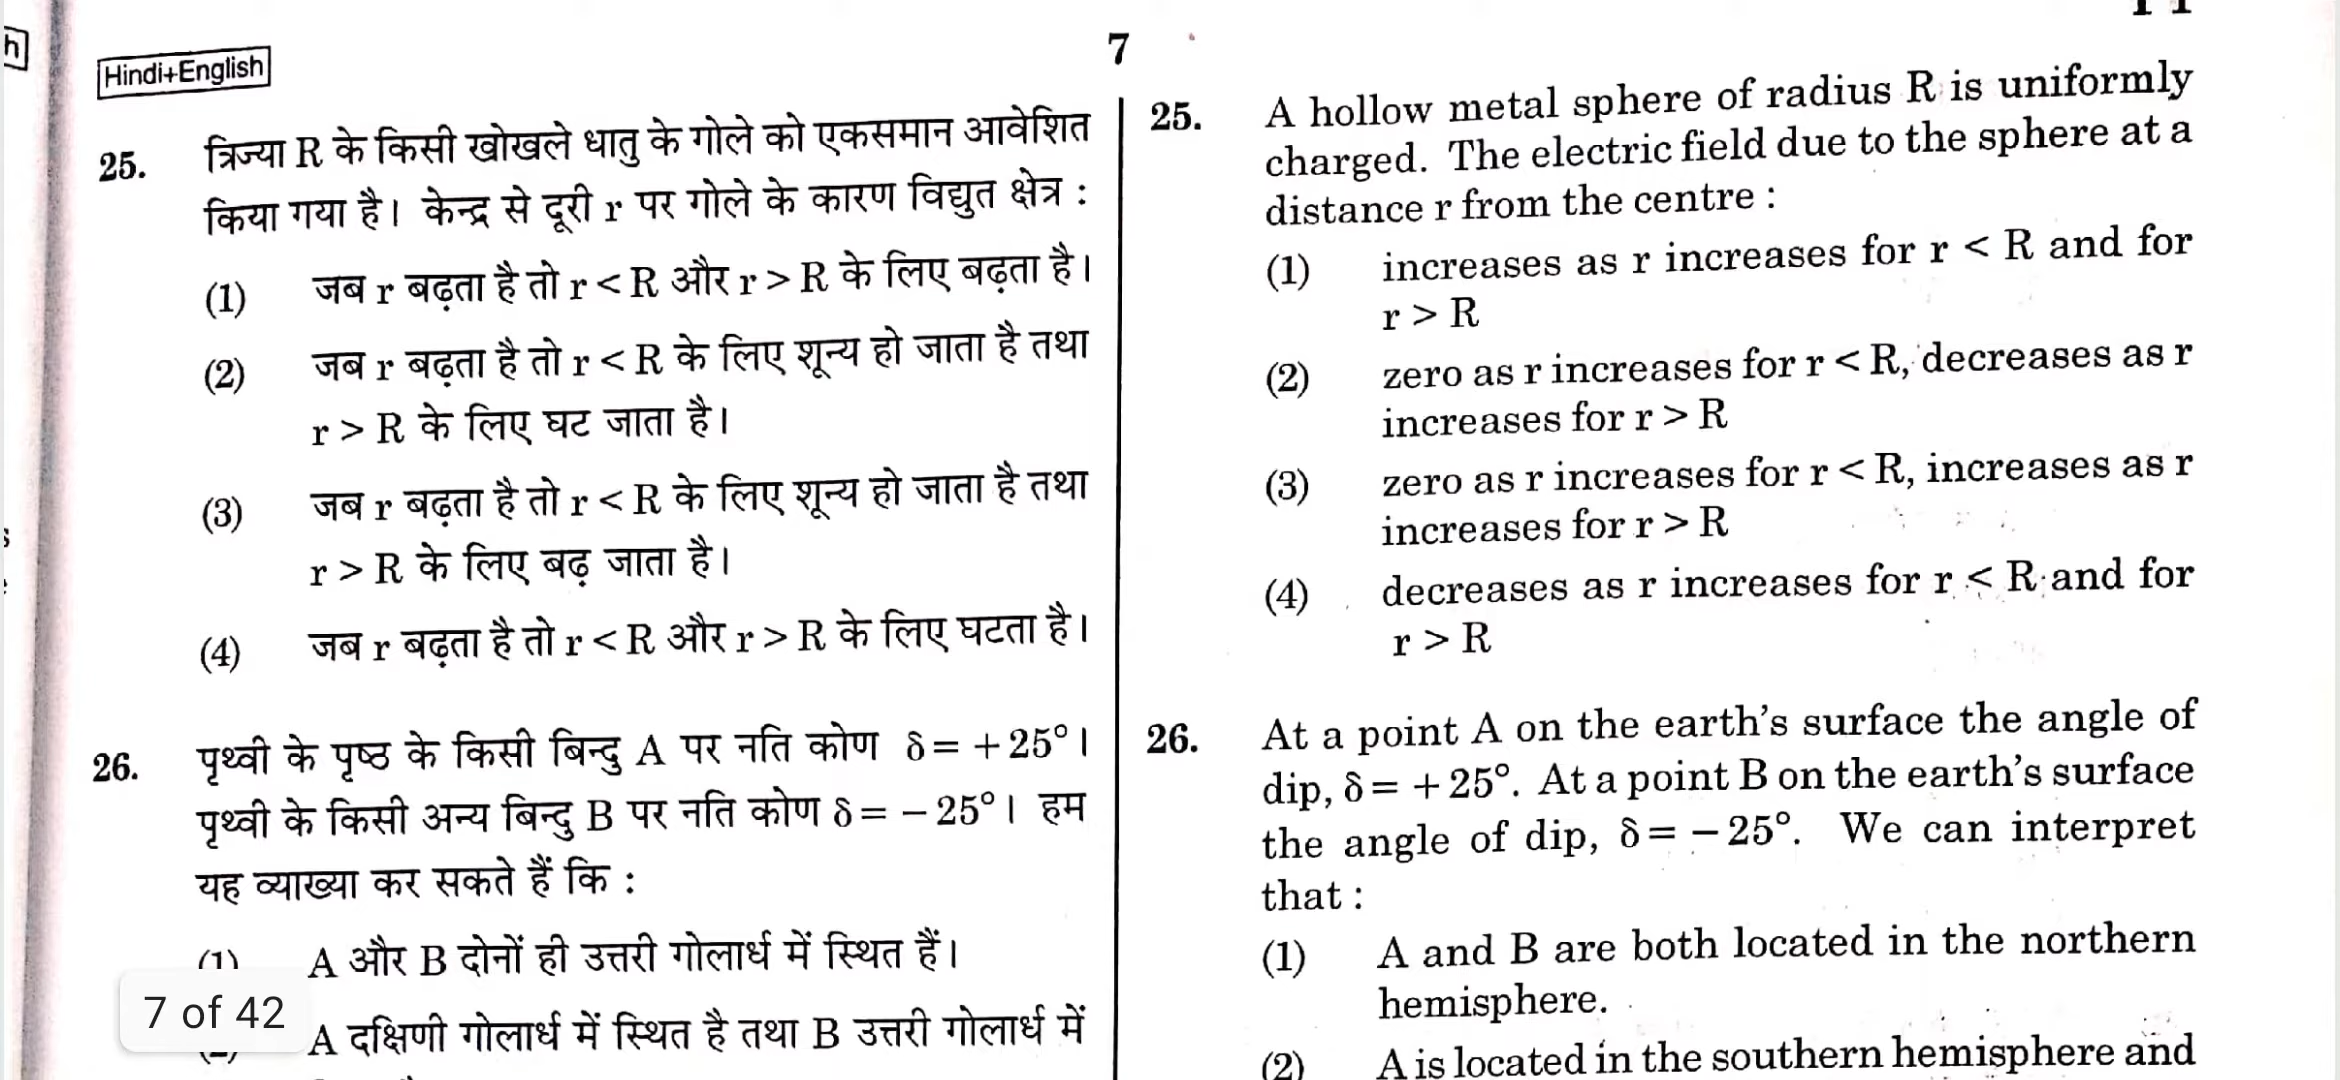 h
Hindi+English
7
25. त्रिज्या R के किसी खोखले धातु के गोले को एकसमान आवेशित
किया गया है। केन्द्र से दूरी r पर गोले के कारण विद्युत क्षेत्र :
(1) जब r बढ़ता है तो r < R और r > R के लिए बढ़ता है।
(2) जब r बढ़ता है तो r < R के लिए शून्य हो जाता है तथा
r > R के लिए घट जाता है।
(3) जब r बढ़ता है तो r < R के लिए शून्य हो जाता है तथा
r > R के लिए बढ़ जाता है।
(4) जब r बढ़ता है तो r < R और r > R के लिए घटता है।
26. पृथ्वी के पृष्ठ के किसी बिन्दु A पर नति कोण δ = +25°।
पृथ्वी के किसी अन्य बिन्दु B पर नति कोण δ = − 25°। हम
यह व्याख्या कर सकते हैं कि :
(1) A और B दोनों ही उत्तरी गोलार्ध में स्थित हैं।
A दक्षिणी गोलार्ध में स्थित है तथा B उत्तरी गोलार्ध में
25. A hollow metal sphere of radius R is uniformly
charged. The electric field due to the sphere at a
distance r from the centre :
(1) increases as r increases for r < R and for
r > R
(2) zero as r increases for r < R, decreases as r
increases for r > R
(3) zero as r increases for r < R, increases as r
increases for r > R
(4) decreases as r increases for r < R and for
r > R
26. At a point A on the earth's surface the angle of
dip, δ = +25°. At a point B on the earth's surface
the angle of dip, δ = − 25°. We can interpret
that :
(1) A and B are both located in the northern
hemisphere.
(2) A is located in the southern hemisphere and
7 of 42